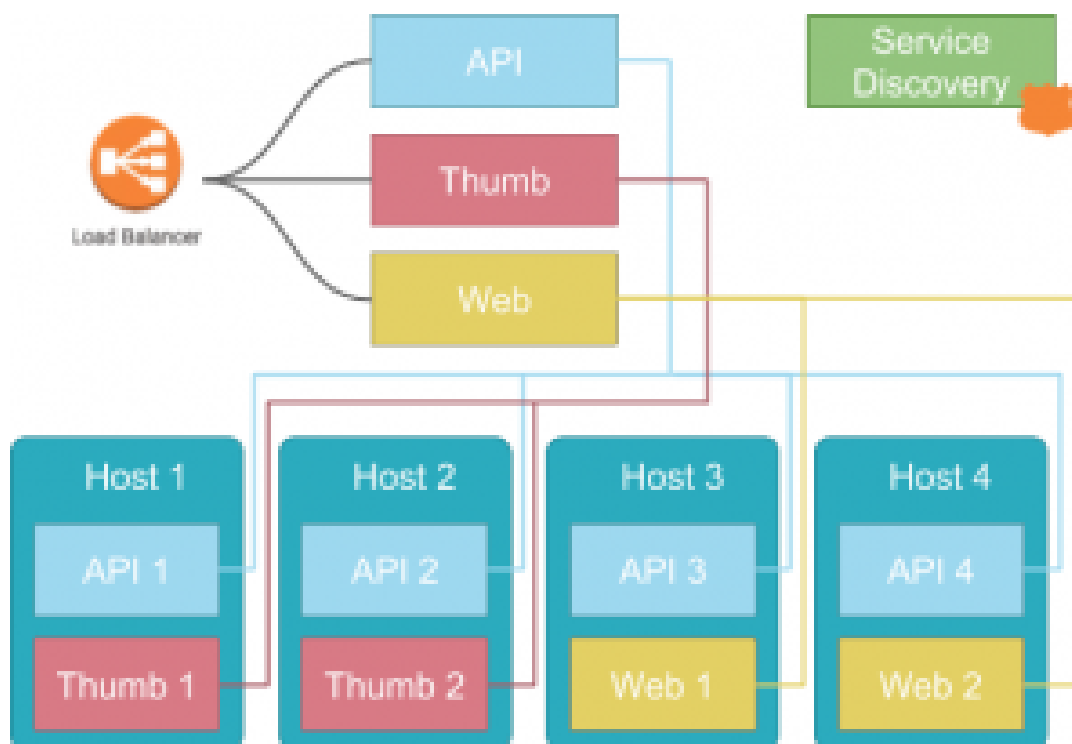 API
Service
Discovery
Thumb
Load Balancer
Web
Host 1
Host 2
Host 3
Host 4
API 1
API 2
API 3
API 4
Thumb 1
Thumb 2
Web 1
Web 2